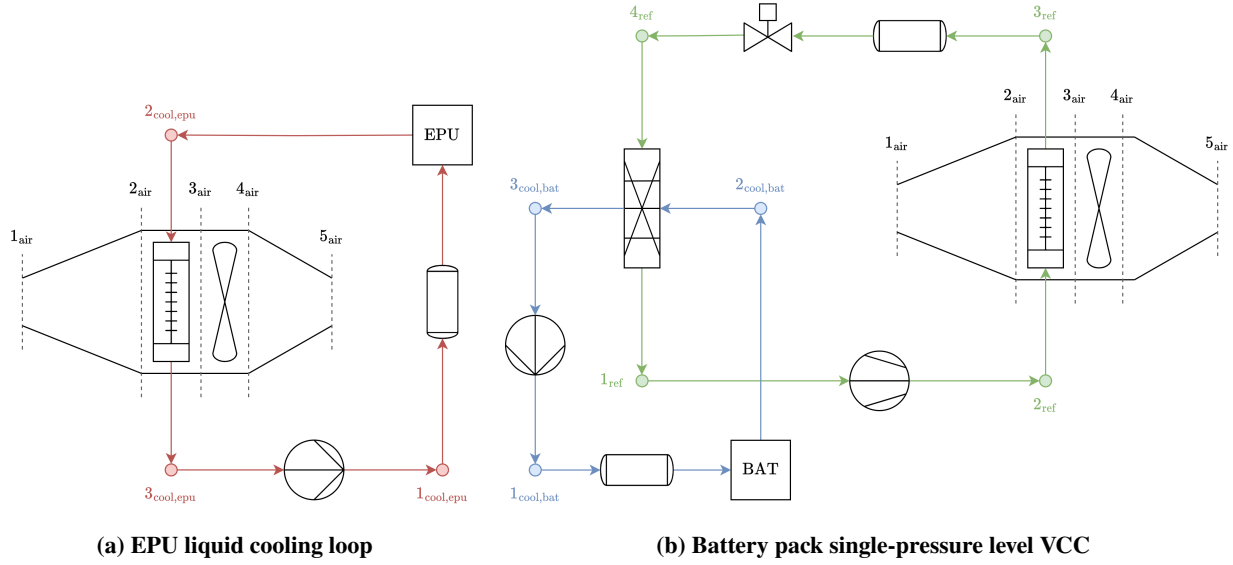 2cool,epu
EPU
1air
2air
3air
4air
5air
3cool,epu
1cool,epu
(a) EPU liquid cooling loop
4ref
3ref
1air
2air
3air
4air
5air
3cool,bat
2cool,bat
1ref
2ref
1cool,bat
BAT
(b) Battery pack single-pressure level VCC